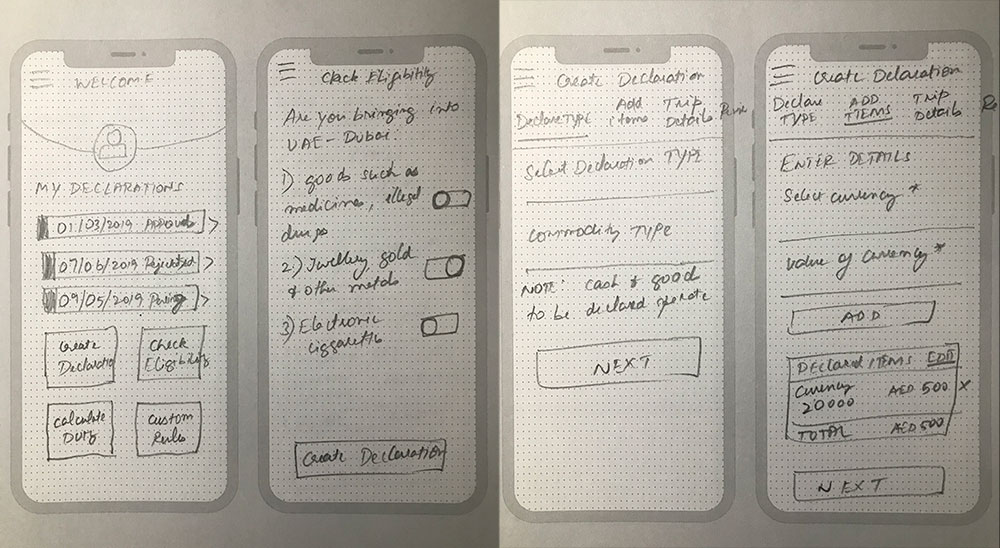 WELCOME
MY DECLARATIONS
01/03/2019 Approved >
07/06/2019 Rejected >
09/05/2019 >
Create
Declaration
Check
Eligibility
Calculate
Duty
Custom
Rules
Check Eligibility
Are you bringing into
UAE - Dubai:
1) goods such as
medicines, illegal
drugs
2) Jwellery, gold
& other metals
3) Electronic
Create Declaration
Create Declaration
Declare TYPE
Add
items
Trip
Details
Select Declaration TYPE
Commodity TYPE
NOTE: cash & good
to be declared
NEXT
Create Declaration
Declare
TYPE
ADD
ITEMS
Trip
Details
Re
ENTER DETAILS
Select currency *
Value of Currency *
ADD
DEClared ITEMS EDIT
Currency
20000
AED 500 X
TOTAL AED 500
NEXT